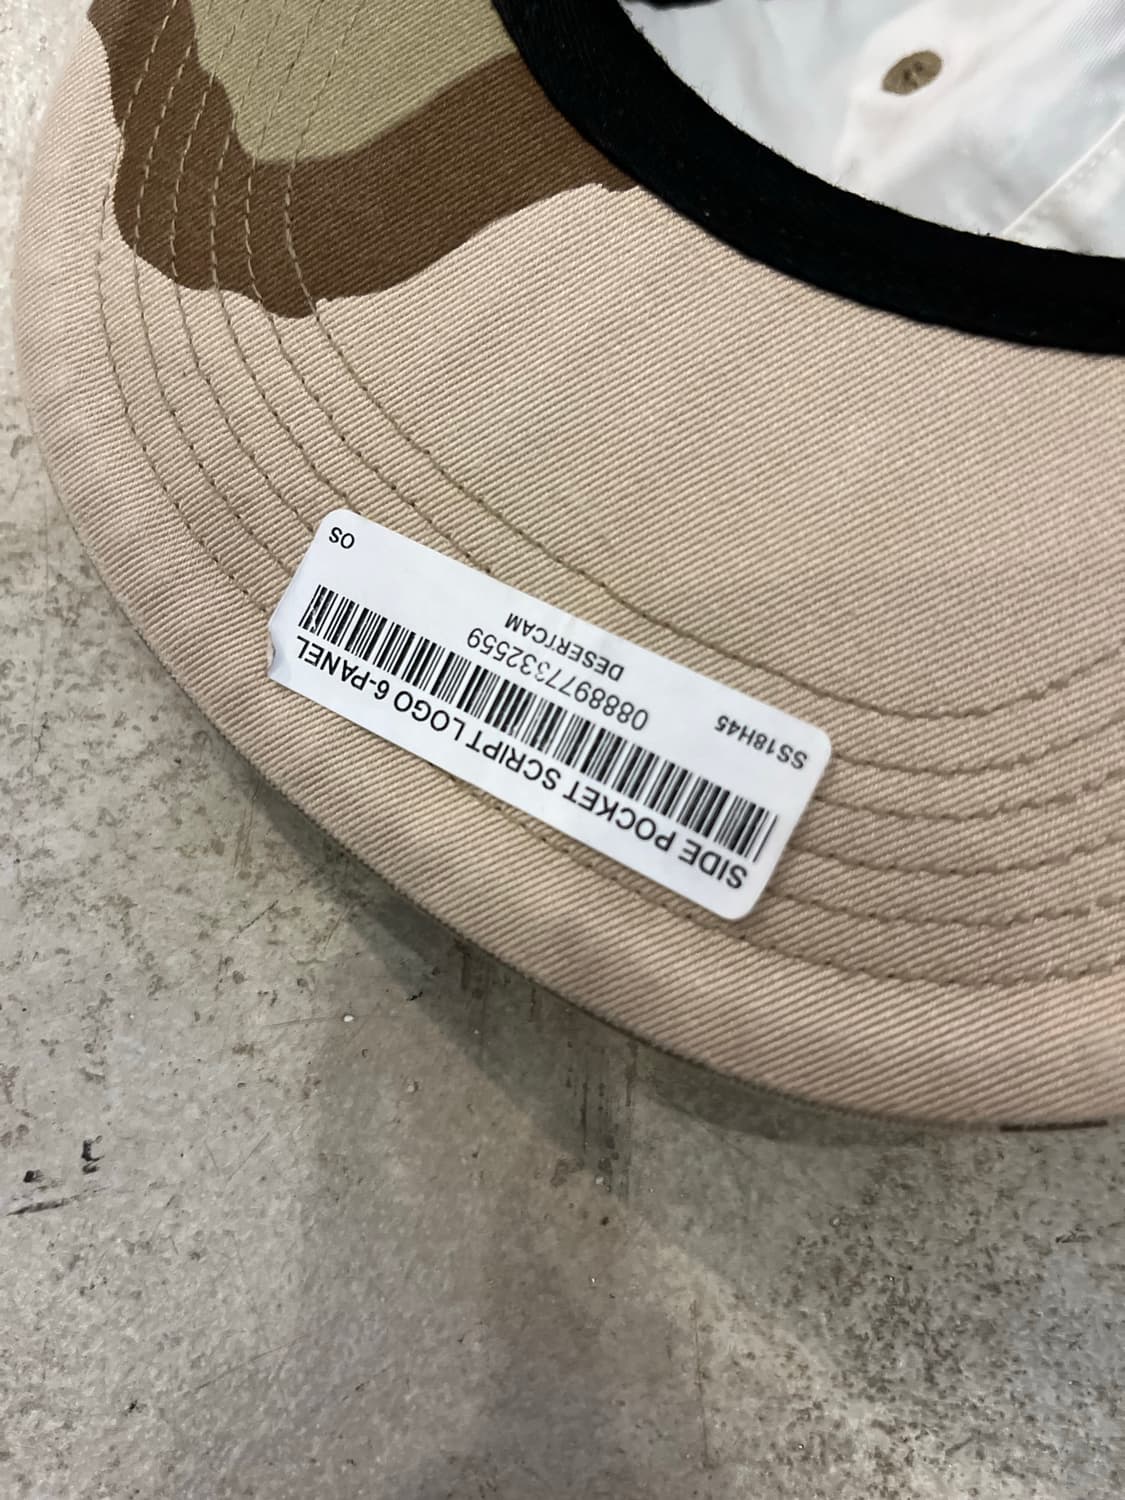 SIDE POCKET SCRIPT LOGO 6-PANEL
0888977332559
DESERTCAM
SS18H45
OS